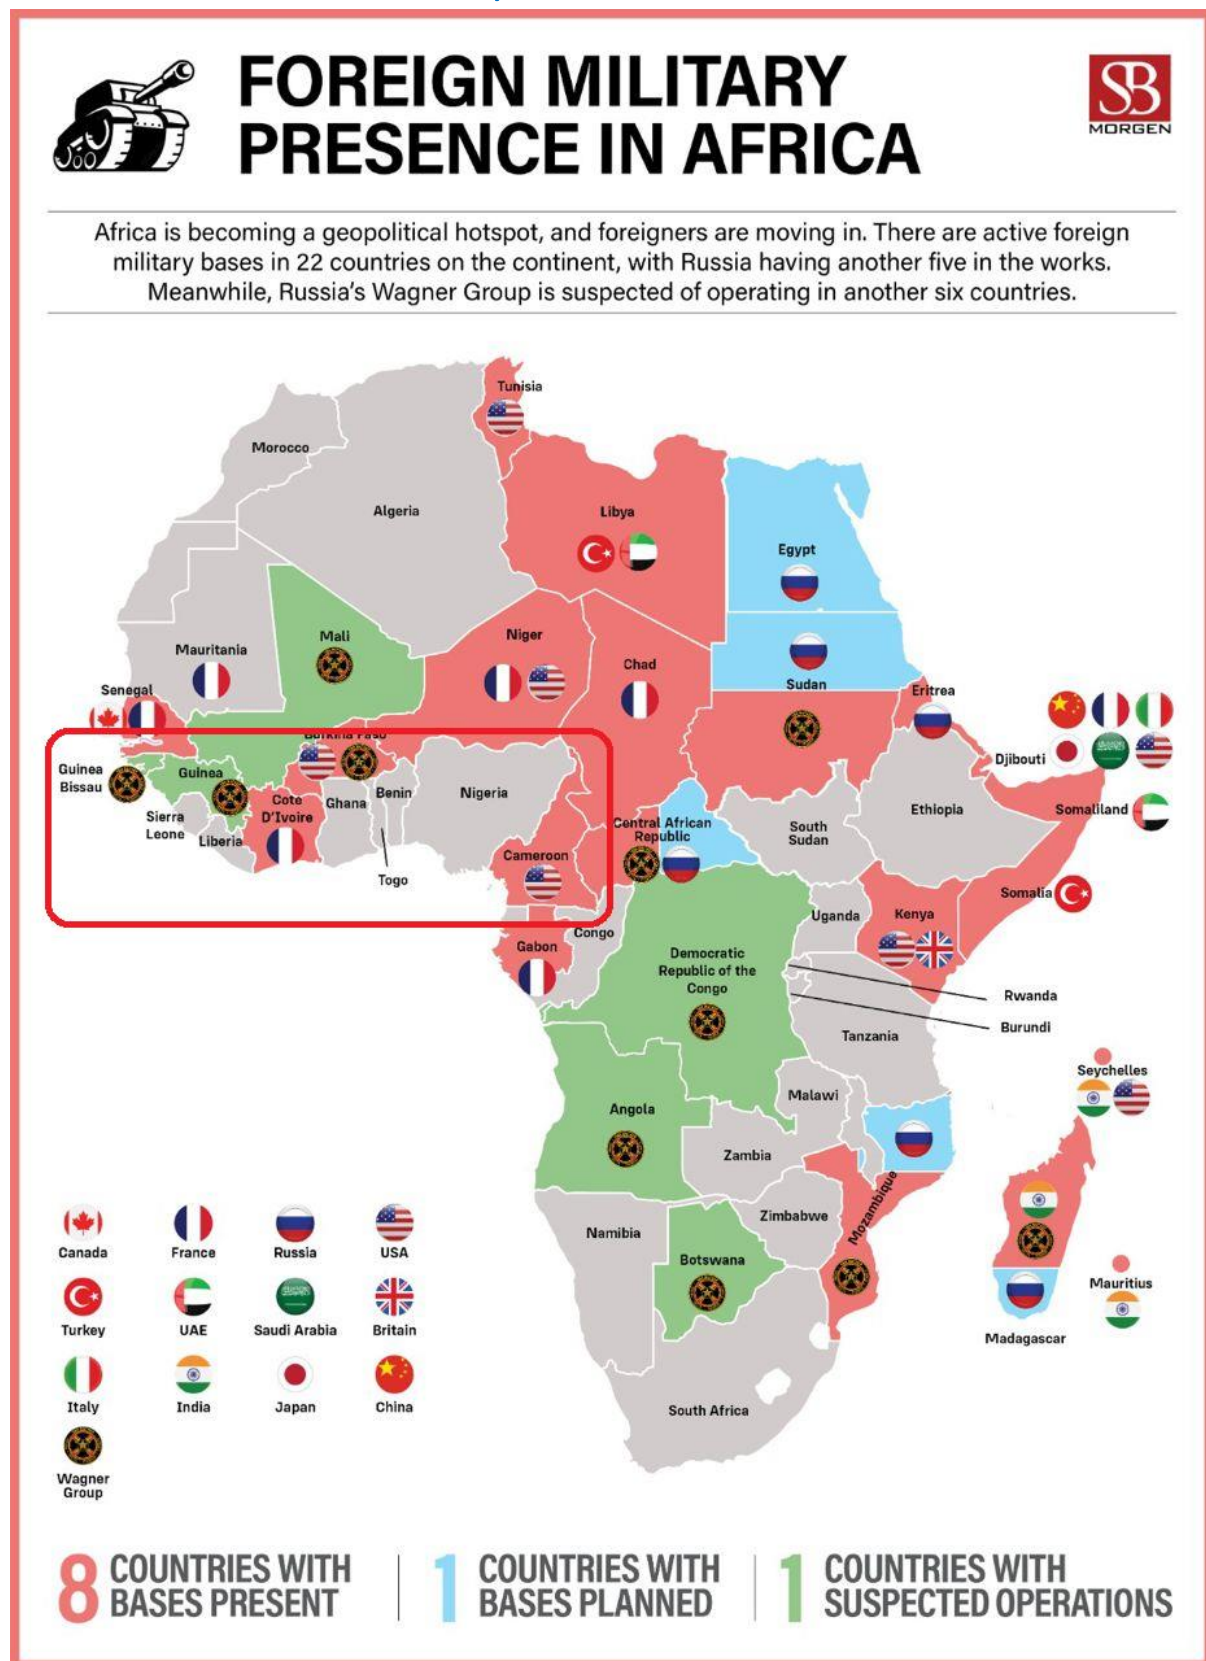 FOREIGN MILITARY
PRESENCE IN AFRICA
SB
MORGEN
Africa is becoming a geopolitical hotspot, and foreigners are moving in. There are active foreign
military bases in 22 countries on the continent, with Russia having another five in the works.
Meanwhile, Russia's Wagner Group is suspected of operating in another six countries.
Tunisia
Morocco
Algeria
Libya
Egypt
Mauritania
Mali
Niger
Chad
Sudan
Senegal
Eritrea
Burkina Faso
Djibouti
Guinea
Bissau
Guinea
Sierra
Leone
Liberia
Cote
D'Ivoire
Ghana
Benin
Togo
Nigeria
Cameroon
Central African
Republic
South
Sudan
Ethiopia
Somaliland
Somalia
Uganda
Kenya
Gabon
Congo
Democratic
Republic of the
Congo
Rwanda
Burundi
Tanzania
Seychelles
Malawi
Angola
Zambia
Mozambique
Zimbabwe
Namibia
Botswana
Mauritius
Madagascar
South Africa
Canada
France
Russia
USA
Turkey
UAE
Saudi Arabia
Britain
Italy
India
Japan
China
Wagner
Group
8 COUNTRIES WITH
BASES PRESENT
1 COUNTRIES WITH
BASES PLANNED
1 COUNTRIES WITH
SUSPECTED OPERATIONS